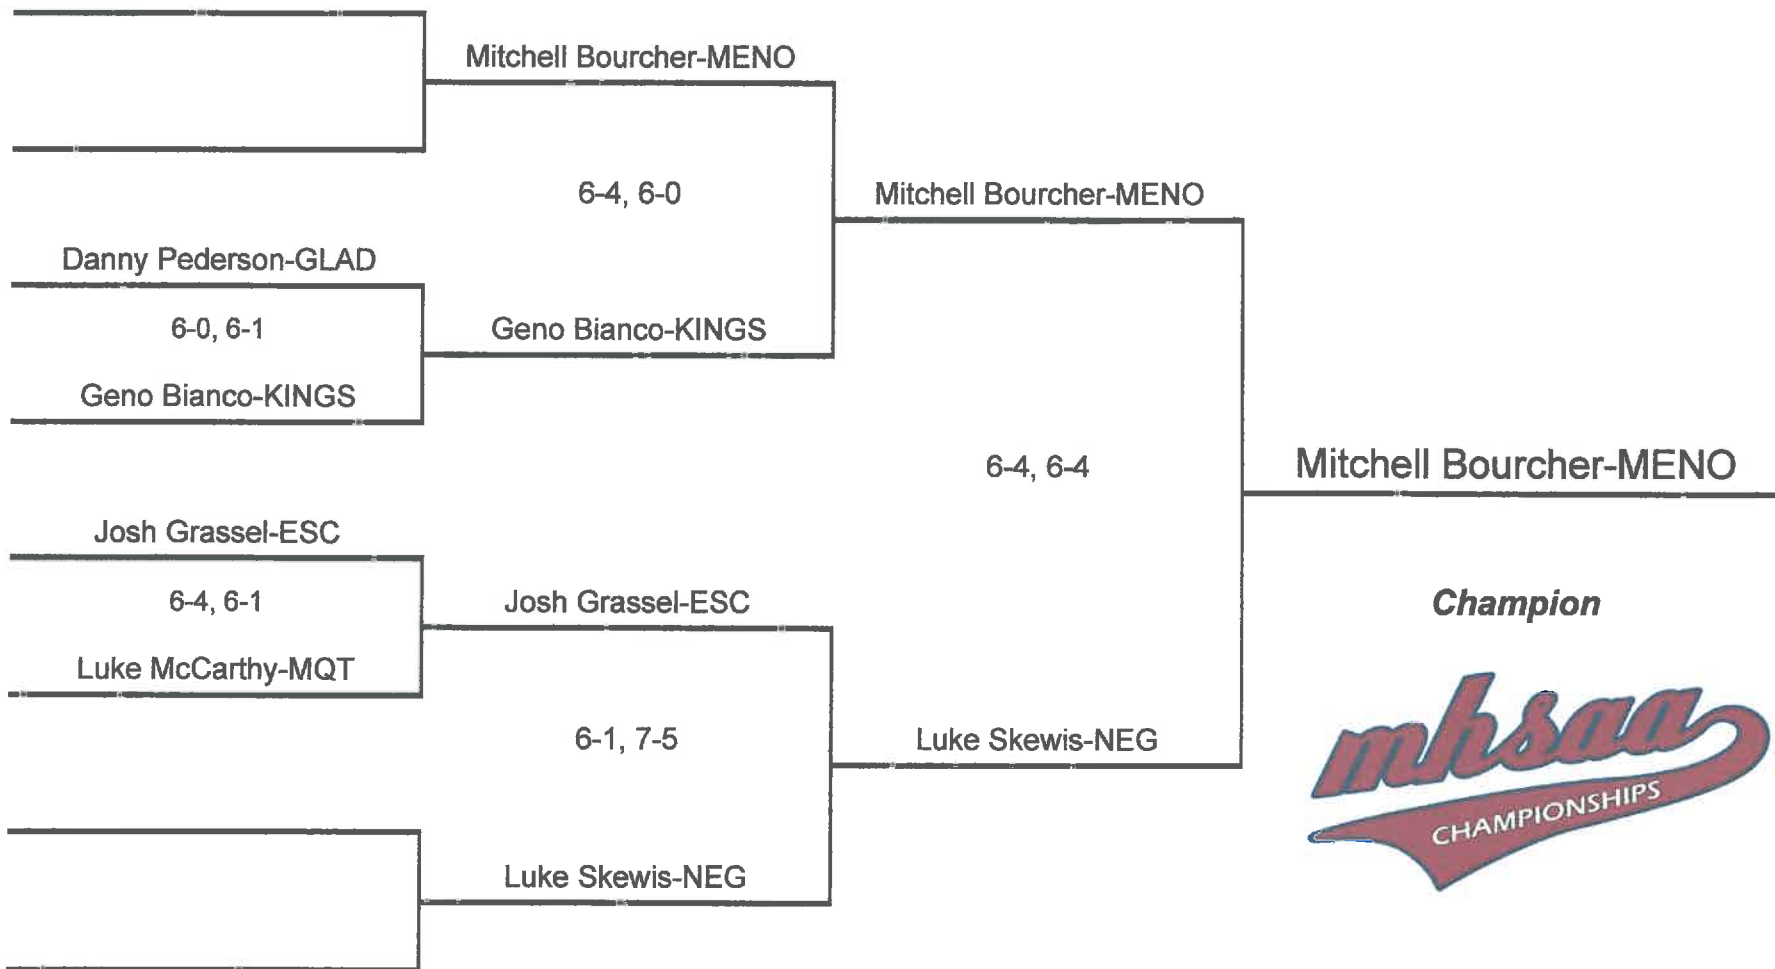 Mitchell Bourcher-MENO
6-4, 6-0
Mitchell Bourcher-MENO
Danny Pederson-GLAD
6-0, 6-1
Geno Bianco-KINGS
Geno Bianco-KINGS
6-4, 6-4
Mitchell Bourcher-MENO
Josh Grassel-ESC
6-4, 6-1
Josh Grassel-ESC
Champion
Luke McCarthy-MQT
6-1, 7-5
Luke Skewis-NEG
mhsaa
CHAMPIONSHIPS
Luke Skewis-NEG